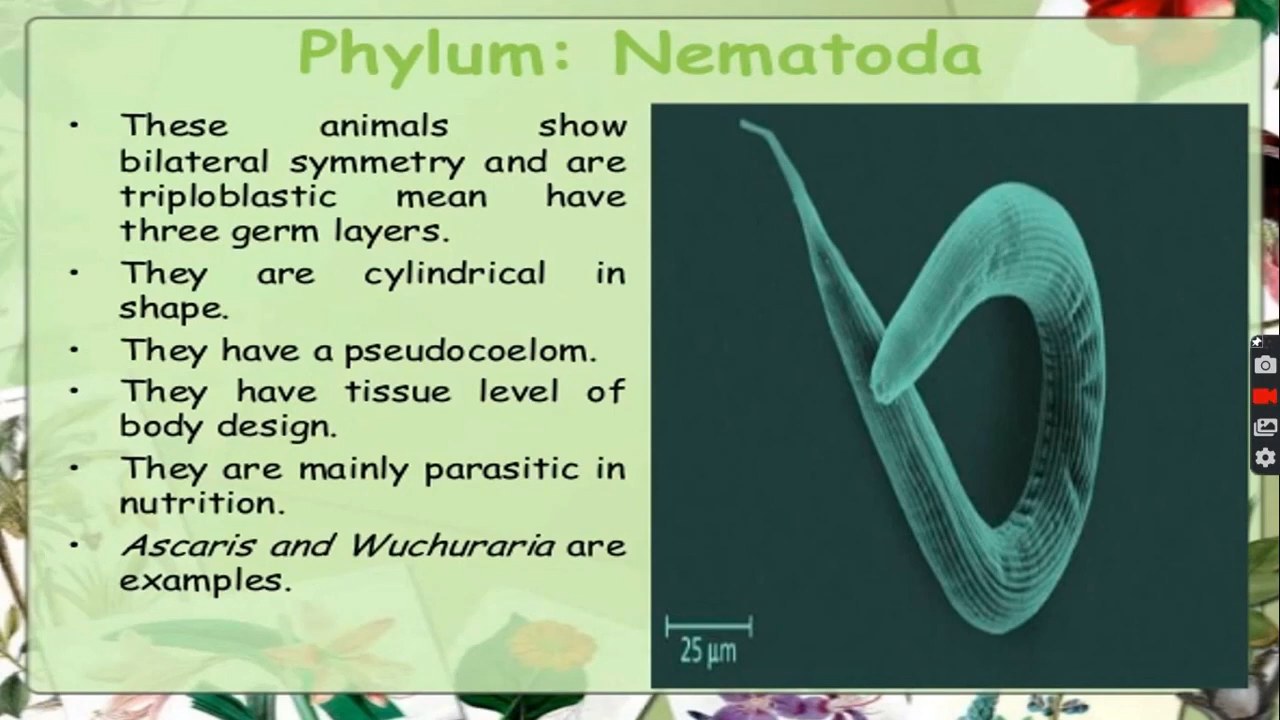 Phylum: Nematoda
• These animals show
bilateral symmetry and are
triploblastic mean have
three germ layers.
• They are cylindrical in
shape.
• They have a pseudocoelom.
• They have tissue level of
body design.
• They are mainly parasitic in
nutrition.
• Ascaris and Wuchuraria are
examples.
25 µm